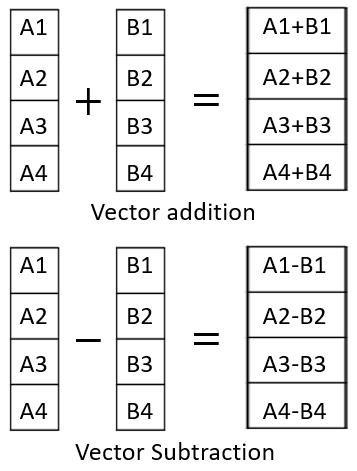 A1 B1 A1+B1
A2 B2 A2+B2
+ =
A3 B3 A3+B3
A4 B4 A4+B4
Vector addition
A1 B1 A1-B1
A2 B2 A2-B2
− =
A3 B3 A3-B3
A4 B4 A4-B4
Vector Subtraction